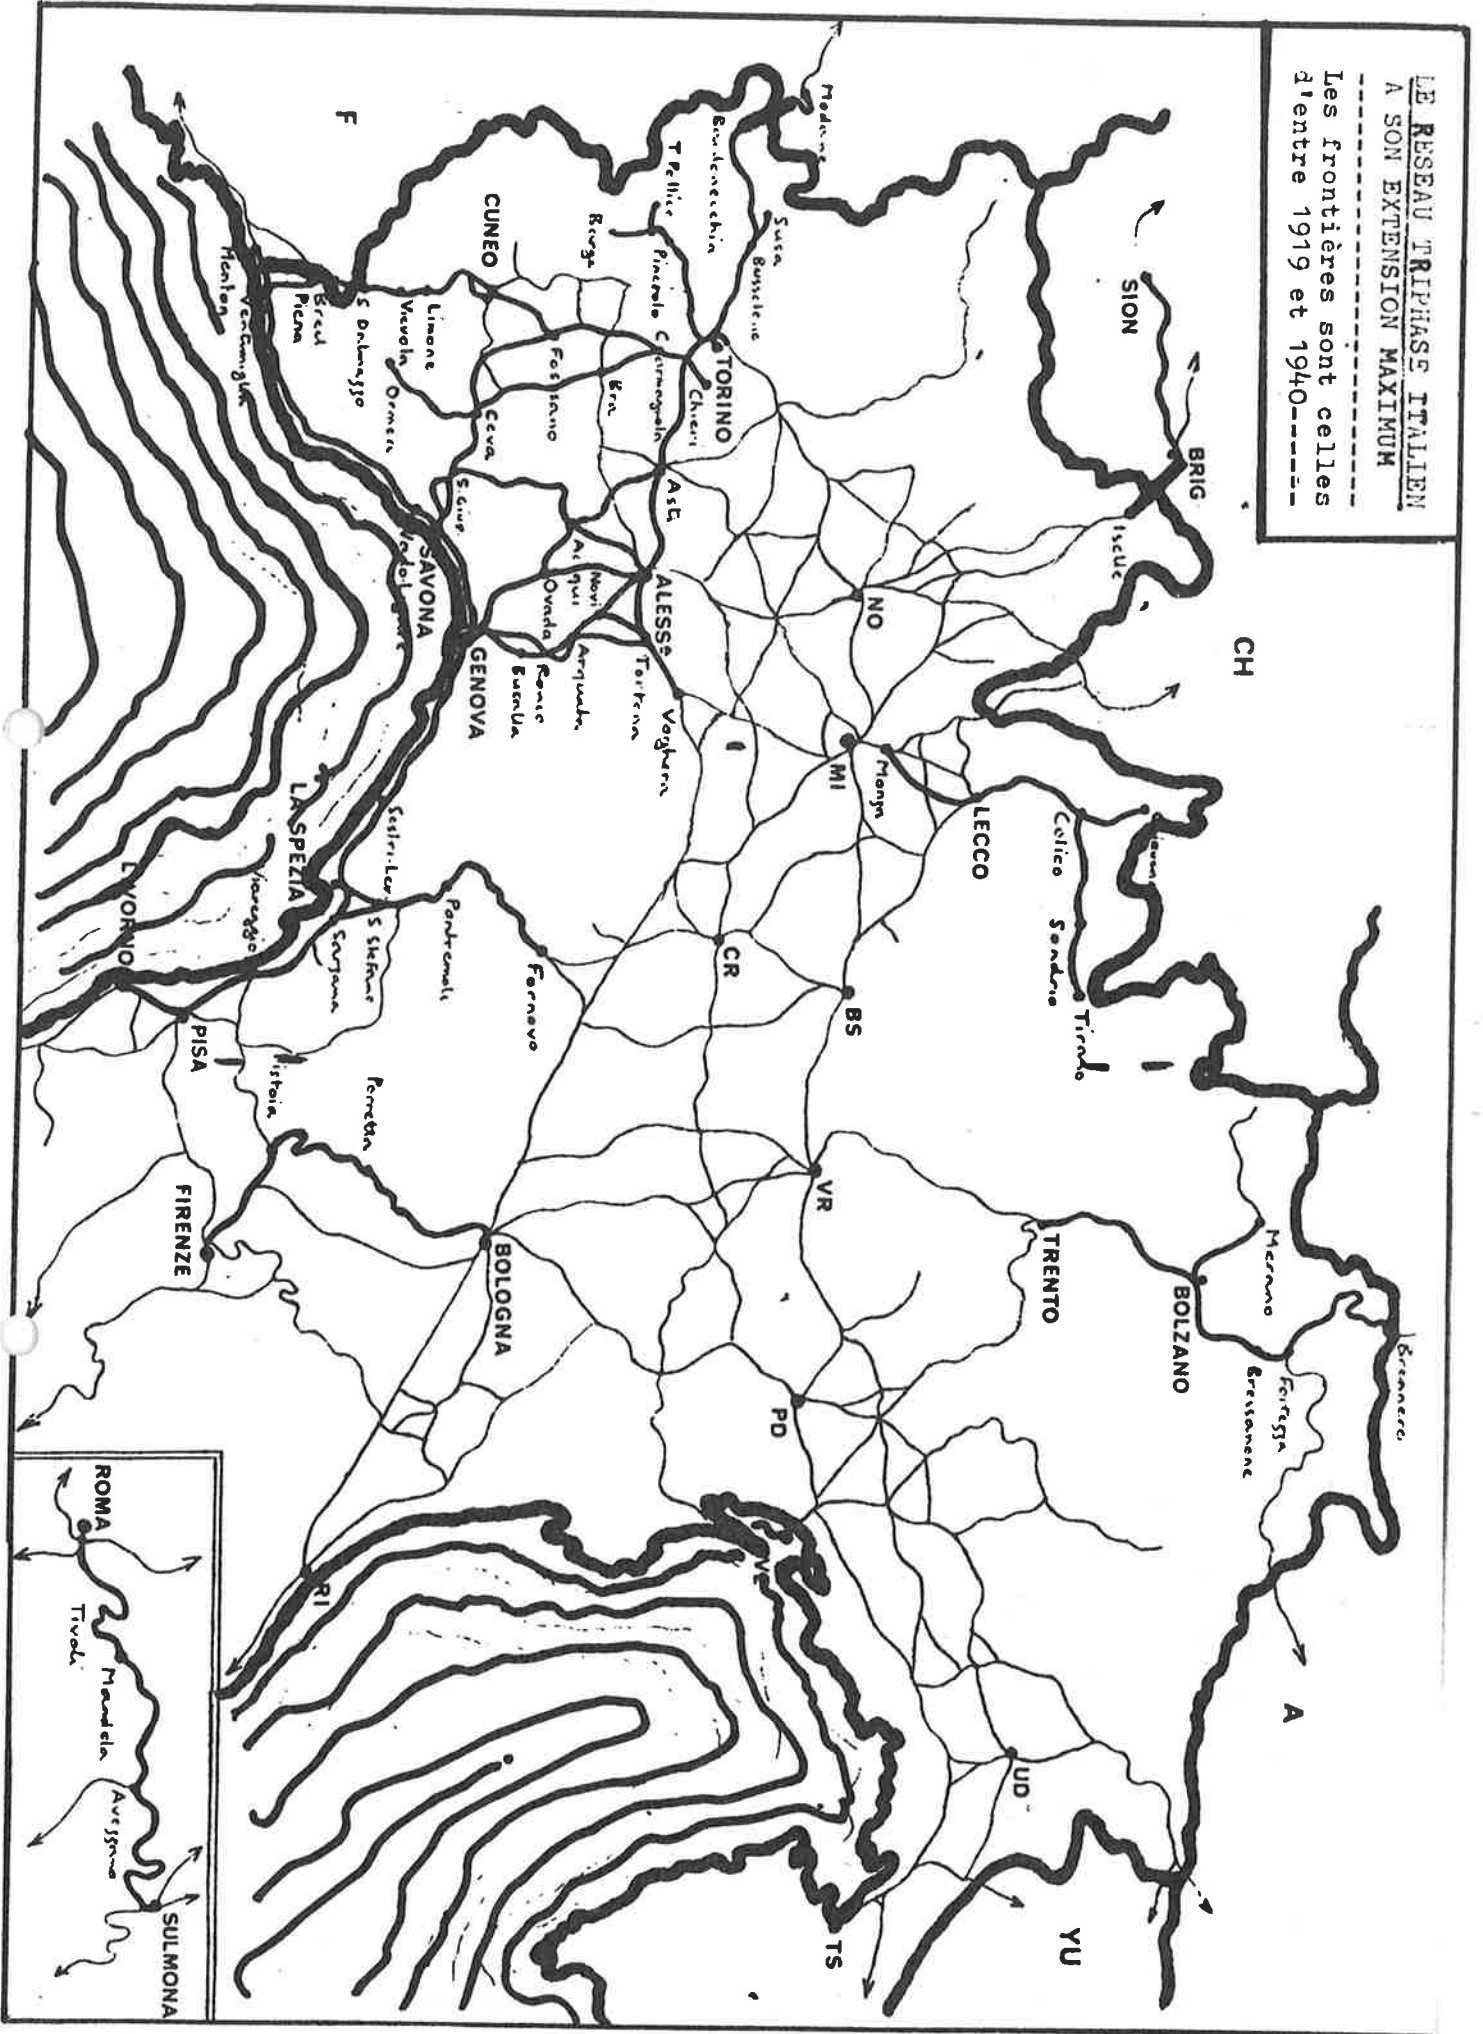 LE RESEAU TRIPHASE ITALIEN
A SON EXTENSION MAXIMUM
---------------------------
Les frontières sont celles
d'entre 1919 et 1940------
CH
A
YU
F
SION
BRIG
Iselle
Modane
Bardonecchia
Susa
Bussoleno
T Pellice
Pinerolo
Barge
TORINO
Chieri
Carmagnola
CUNEO
Fossano
Bra
Limone
Vievola
S Dalmazzo
Breil
Piena
Menton
Ventimiglia
Ormea
Ceva
S. Giup.
SAVONA
Vado Ligure
Asti
ALESSa
Acqui
Ovada
Novi
Arquata
Ronco
Busalla
GENOVA
Tortona
Voghera
NO
MI
Monza
LECCO
Colico
Sondrio
Tirano
Sestri-Lev
LA SPEZIA
S Stefano
Sarzana
Pontremoli
Fornovo
Viareggio
LIVORNO
PISA
Pistoia
Porretta
FIRENZE
BOLOGNA
CR
BS
VR
TRENTO
BOLZANO
Merano
Brennero
Fortezza
Bressanone
PD
VE
RI
UD
TS
ROMA
Tivoli
Mandela
Avezzano
SULMONA